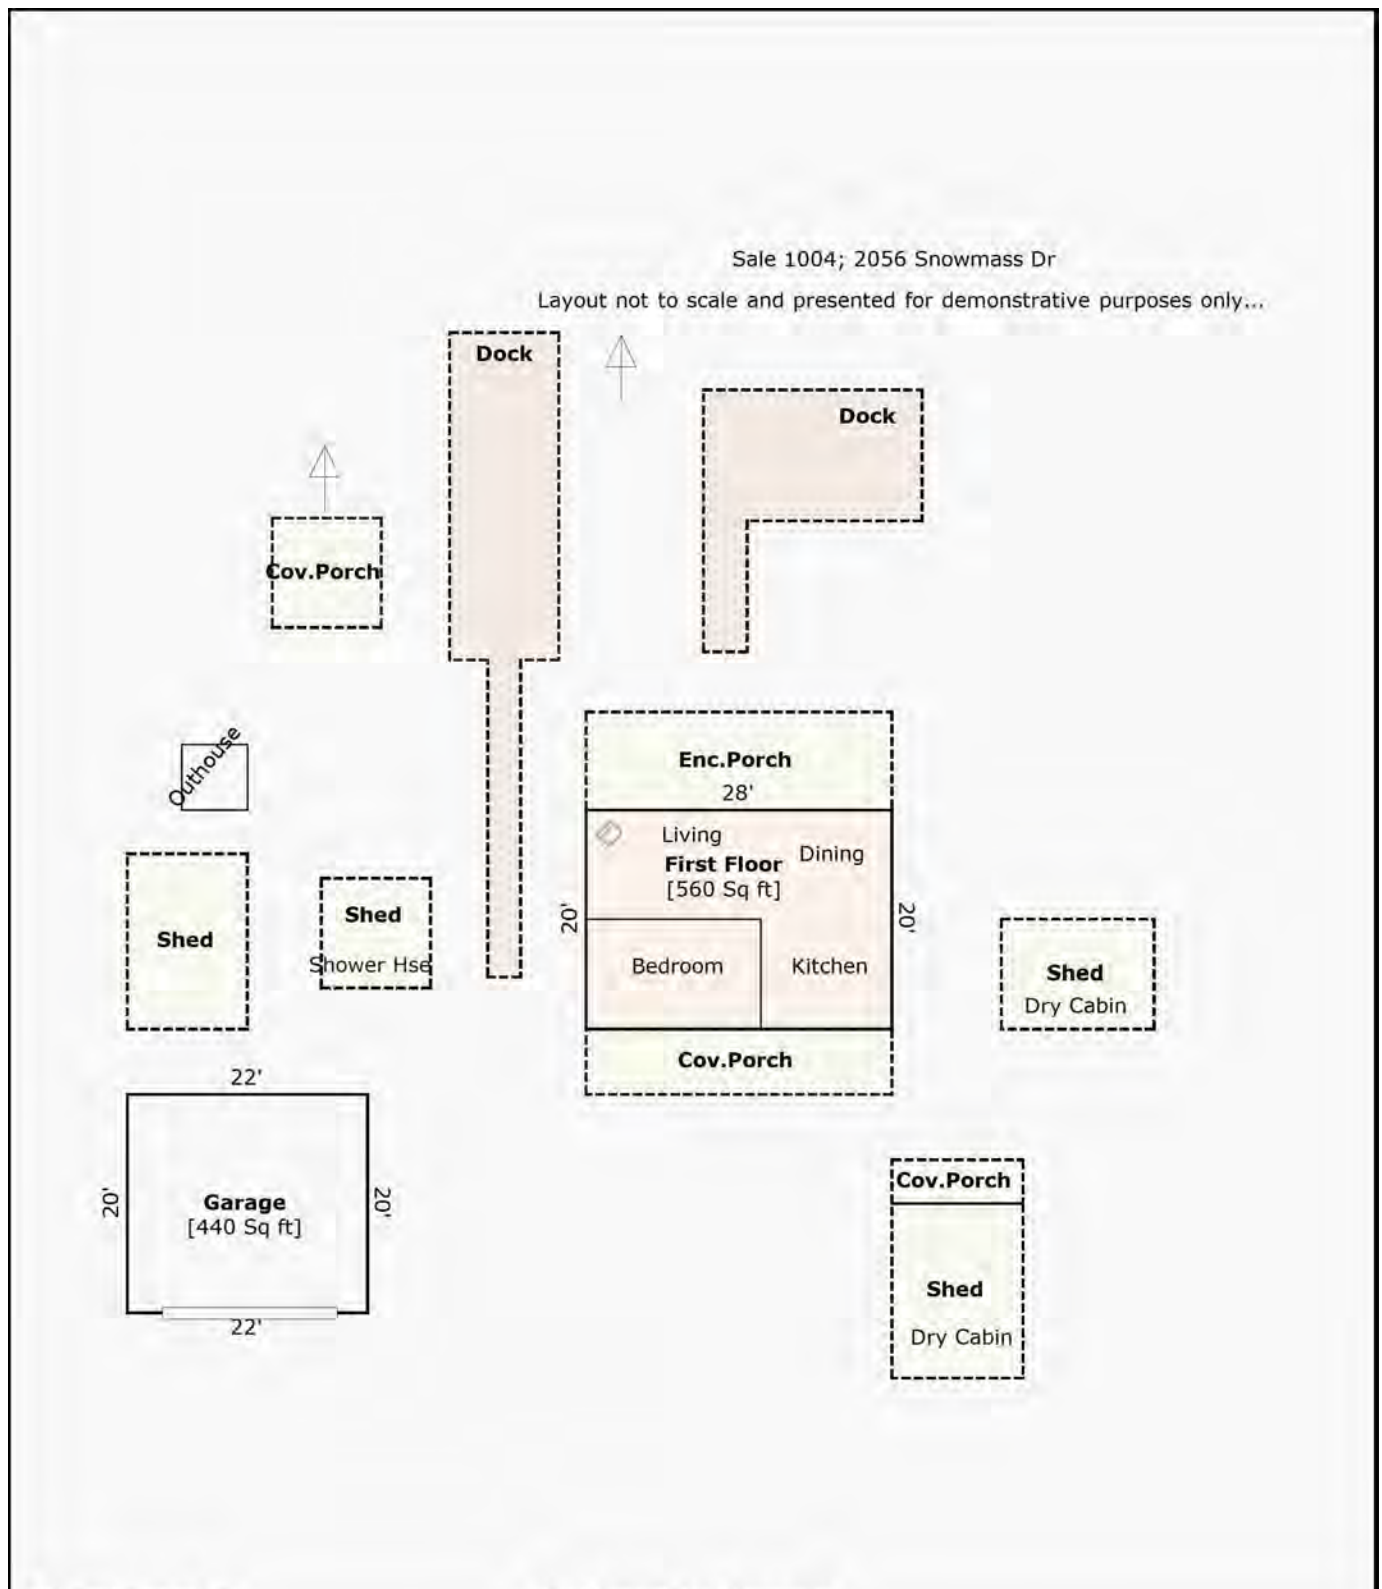 Sale 1004; 2056 Snowmass Dr
Layout not to scale and presented for demonstrative purposes only...
Dock
Dock
Cov.Porch
Outhouse
Enc.Porch
28'
Living
Dining
First Floor
[560 Sq ft]
20'
20'
Bedroom
Kitchen
Cov.Porch
Shed
Shed
Shower Hse
Shed
Dry Cabin
22'
20'
20'
Garage
[440 Sq ft]
22'
Cov.Porch
Shed
Dry Cabin